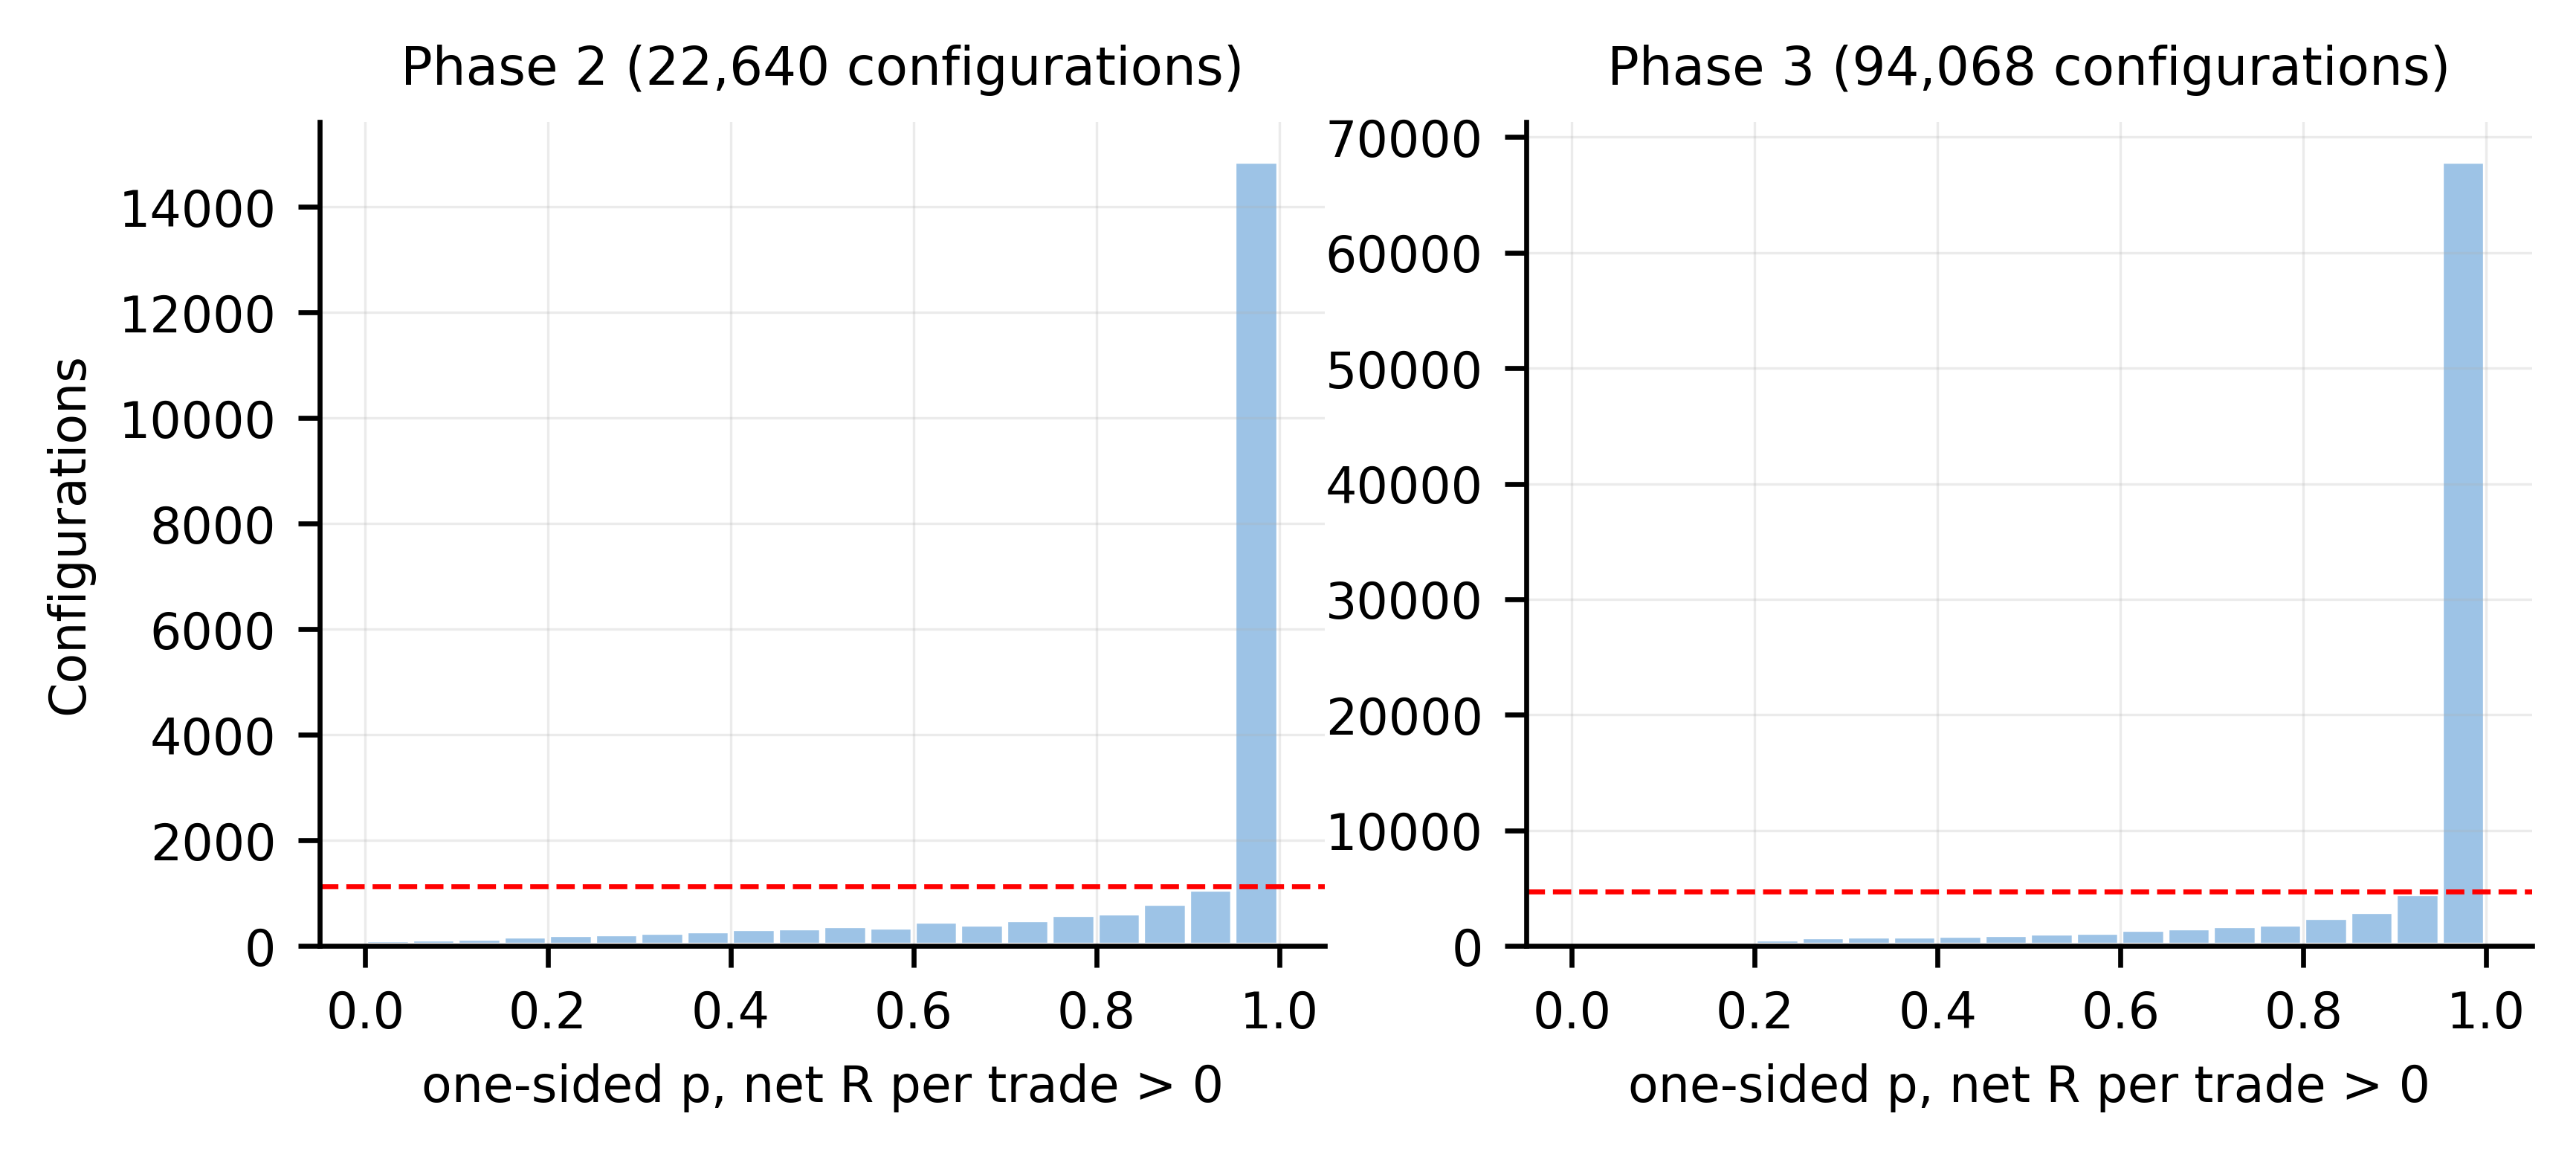 Phase 2 (22,640 configurations)
Configurations
14000
12000
10000
8000
6000
4000
2000
0
0.0 0.2 0.4 0.6 0.8 1.0
one-sided p, net R per trade > 0
Phase 3 (94,068 configurations)
70000
60000
50000
40000
30000
20000
10000
0
0.0 0.2 0.4 0.6 0.8 1.0
one-sided p, net R per trade > 0